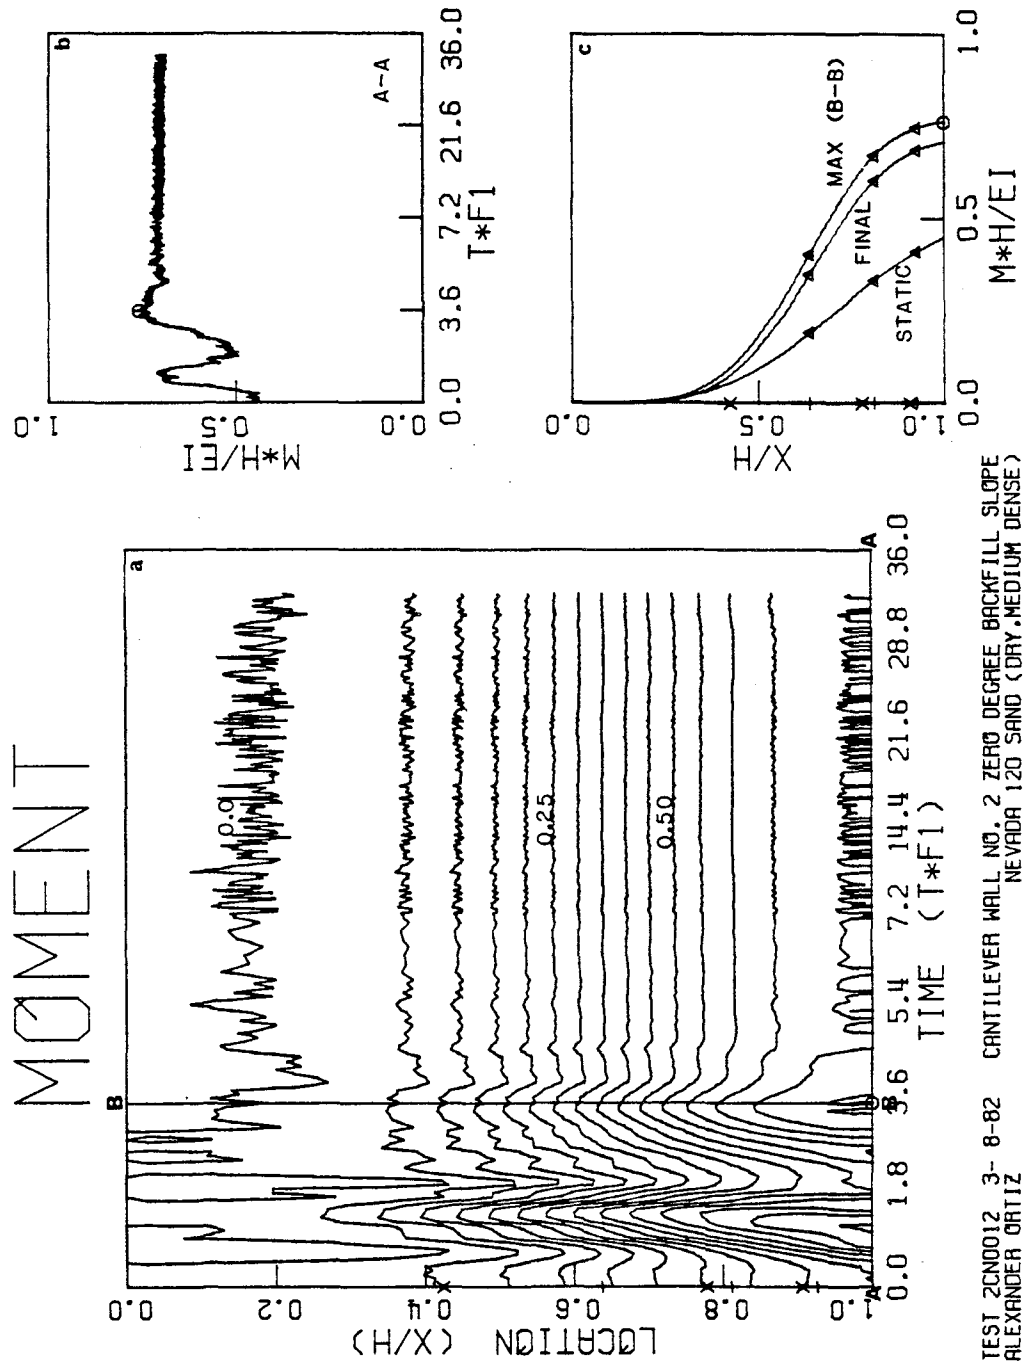 MOMENT
a
B
B
A
A
0.0
0.25
0.50
LOCATION (X/H)
0.0
0.2
0.4
0.6
0.8
1.0
0.0
1.8
3.6
5.4
7.2
14.4
21.6
28.8
36.0
TIME (T*F1)
b
A-A
M*H/EI
1.0
0.5
0.0
0.0
3.6
7.2
21.6
36.0
T*F1
c
MAX (B-B)
FINAL
STATIC
X/H
0.0
0.5
1.0
0.0
0.5
1.0
M*H/EI
TEST 2CN0012 3- 8-82 CANTILEVER WALL NO. 2 ZERO DEGREE BACKFILL SLOPE
ALEXANDER ORTIZ NEVADA 120 SAND (DRY,MEDIUM DENSE)